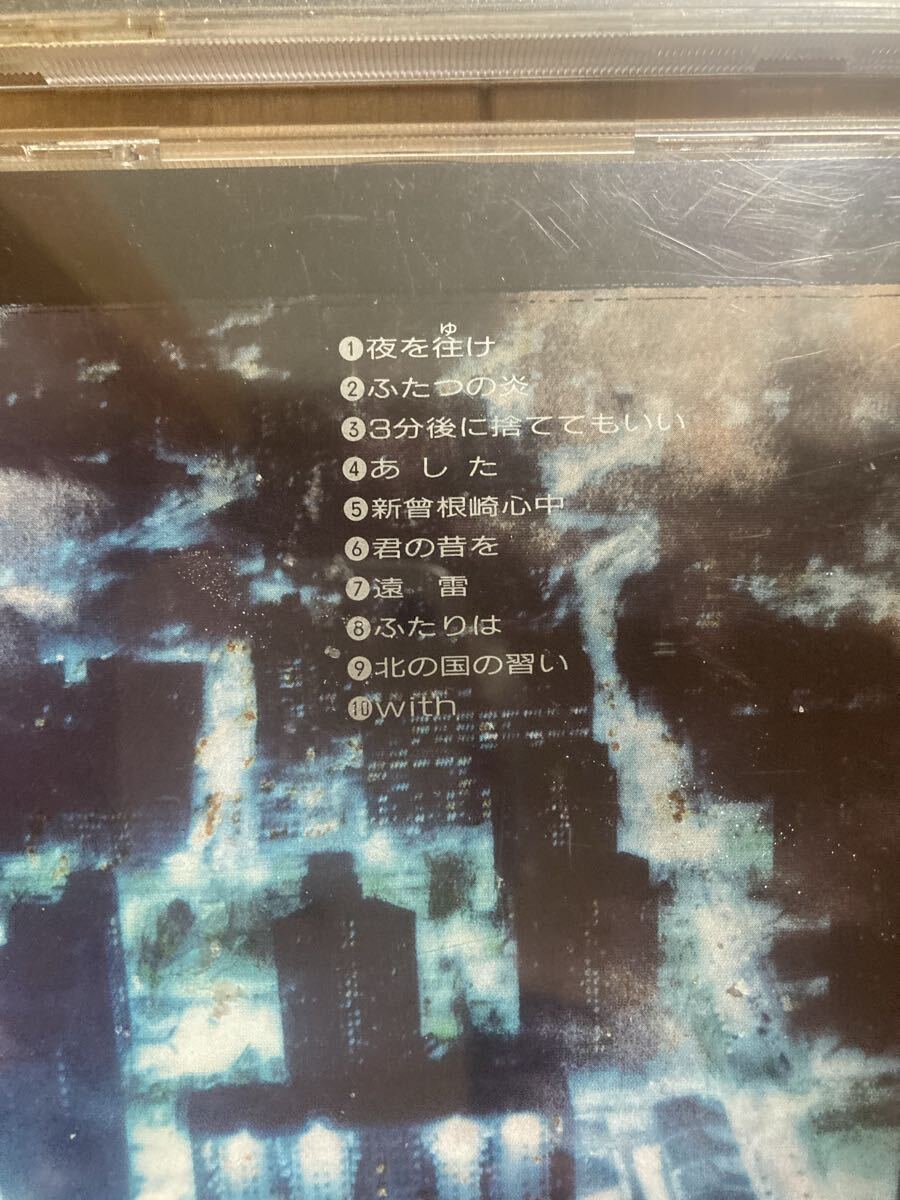 ❶夜を往け
ゆ
❷ふたつの炎
❸3分後に捨ててもいい
❹あした
❺新曾根崎心中
❻君の昔を
❼遠雷
❽ふたりは
❾北の国の習い
❿with